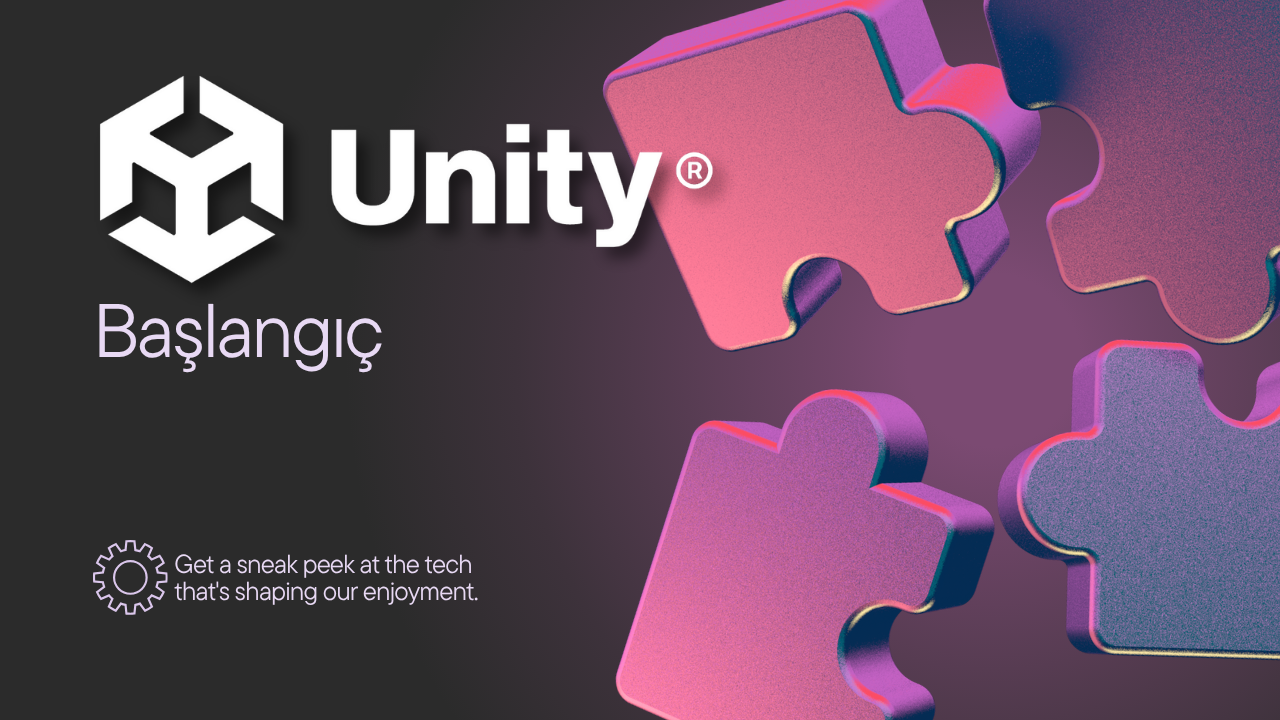 Unity®
Başlangıç
Get a sneak peek at the tech
that's shaping our enjoyment.